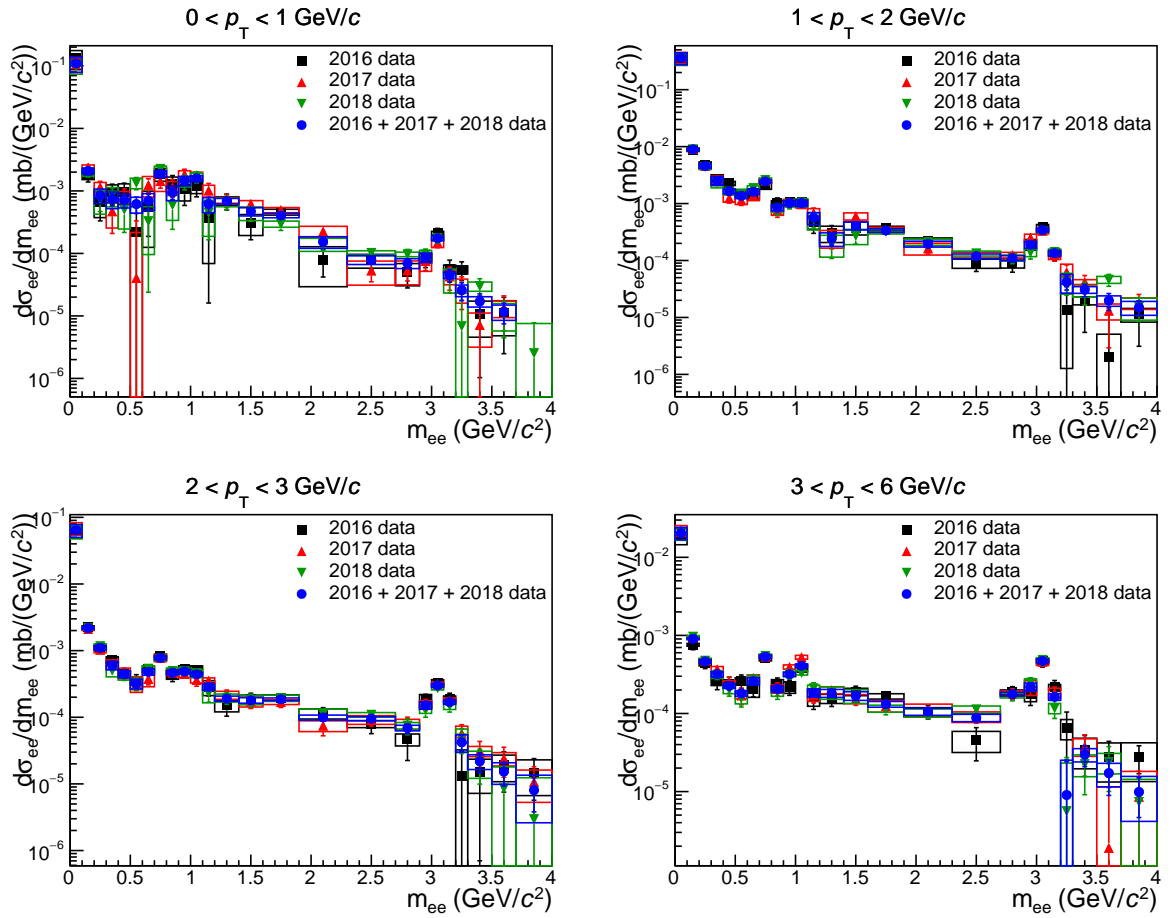 0 < p_T < 1 GeV/c
dσ_ee/dm_ee (mb/(GeV/c²))
10⁻¹
10⁻²
10⁻³
10⁻⁴
10⁻⁵
10⁻⁶
2016 data
2017 data
2018 data
2016 + 2017 + 2018 data
0 0.5 1 1.5 2 2.5 3 3.5 4
m_ee (GeV/c²)
1 < p_T < 2 GeV/c
dσ_ee/dm_ee (mb/(GeV/c²))
10⁻¹
10⁻²
10⁻³
10⁻⁴
10⁻⁵
10⁻⁶
2016 data
2017 data
2018 data
2016 + 2017 + 2018 data
0 0.5 1 1.5 2 2.5 3 3.5 4
m_ee (GeV/c²)
2 < p_T < 3 GeV/c
dσ_ee/dm_ee (mb/(GeV/c²))
10⁻¹
10⁻²
10⁻³
10⁻⁴
10⁻⁵
10⁻⁶
2016 data
2017 data
2018 data
2016 + 2017 + 2018 data
0 0.5 1 1.5 2 2.5 3 3.5 4
m_ee (GeV/c²)
3 < p_T < 6 GeV/c
dσ_ee/dm_ee (mb/(GeV/c²))
10⁻²
10⁻³
10⁻⁴
10⁻⁵
2016 data
2017 data
2018 data
2016 + 2017 + 2018 data
0 0.5 1 1.5 2 2.5 3 3.5 4
m_ee (GeV/c²)